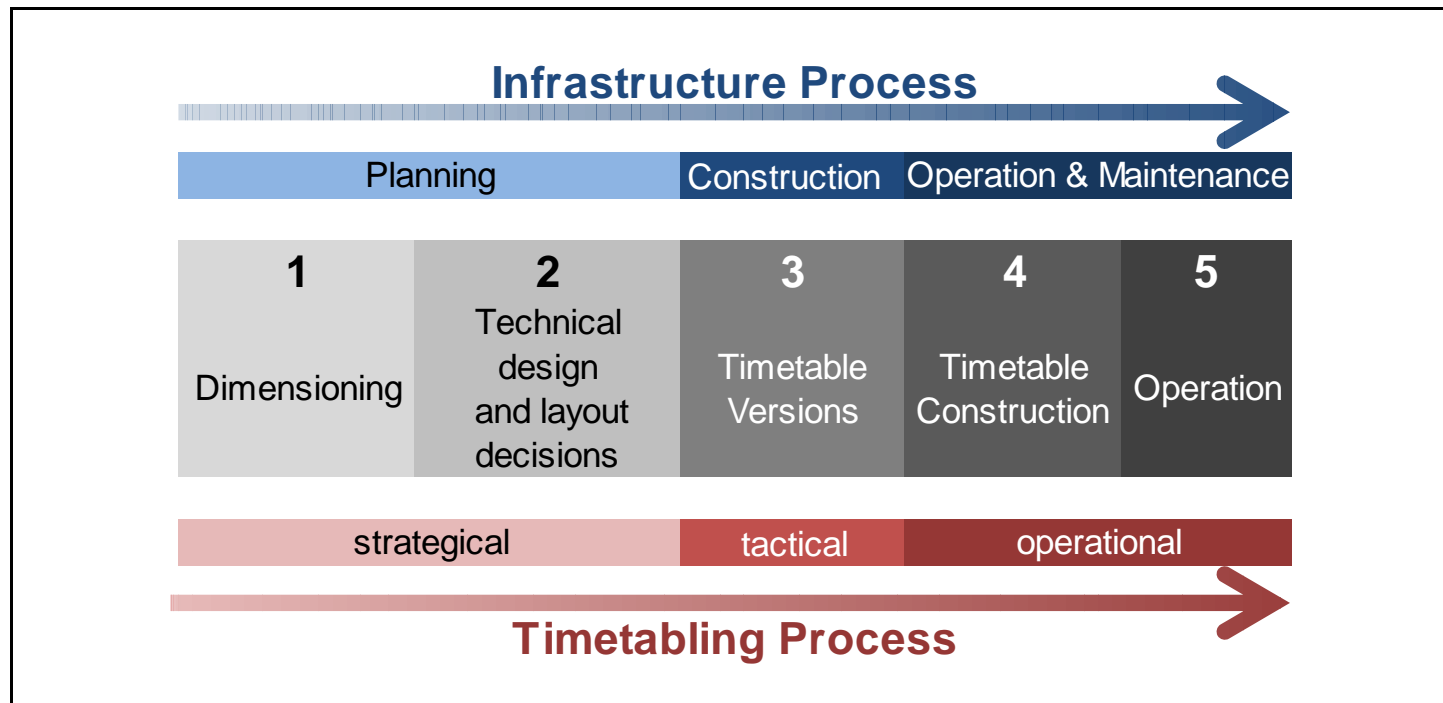 Infrastructure Process
Planning
Construction
Operation & Maintenance
1
Dimensioning
2
Technical
design
and layout
decisions
3
Timetable
Versions
4
Timetable
Construction
5
Operation
strategical
tactical
operational
Timetabling Process